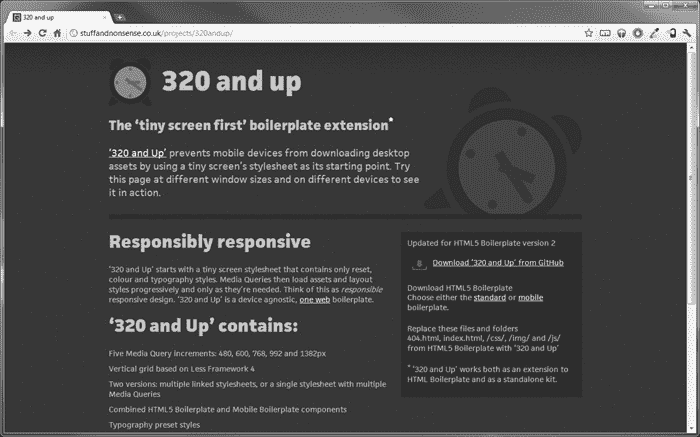 320 and up
stuffandnonsense.co.uk/projects/320andup/
320 and up
The ‘tiny screen first’ boilerplate extension*
‘320 and Up’ prevents mobile devices from downloading desktop
assets by using a tiny screen’s stylesheet as its starting point. Try
this page at different window sizes and on different devices to see
it in action.
Responsibly responsive
‘320 and Up’ starts with a tiny screen stylesheet that contains only reset,
colour and typography styles. Media Queries then load assets and layout
styles progressively and only as they’re needed. Think of this as responsible
responsive design. ‘320 and Up’ is a device agnostic, one web boilerplate.
‘320 and Up’ contains:
Five Media Query increments: 480, 600, 768, 992 and 1382px
Vertical grid based on Less Framework 4
Two versions: multiple linked stylesheets, or a single stylesheet with multiple
Media Queries
Combined HTML5 Boilerplate and Mobile Boilerplate components
Typography preset styles
Updated for HTML5 Boilerplate version 2
Download ‘320 and Up’ from GitHub
Download HTML5 Boilerplate
Choose either the standard or mobile
boilerplate.
Replace these files and folders
404.html, index.html, /css/, /img/ and /js/
from HTML5 Boilerplate with ‘320 and Up’
* ‘320 and Up’ works both as an extension to
HTML Boilerplate and as a standalone kit.